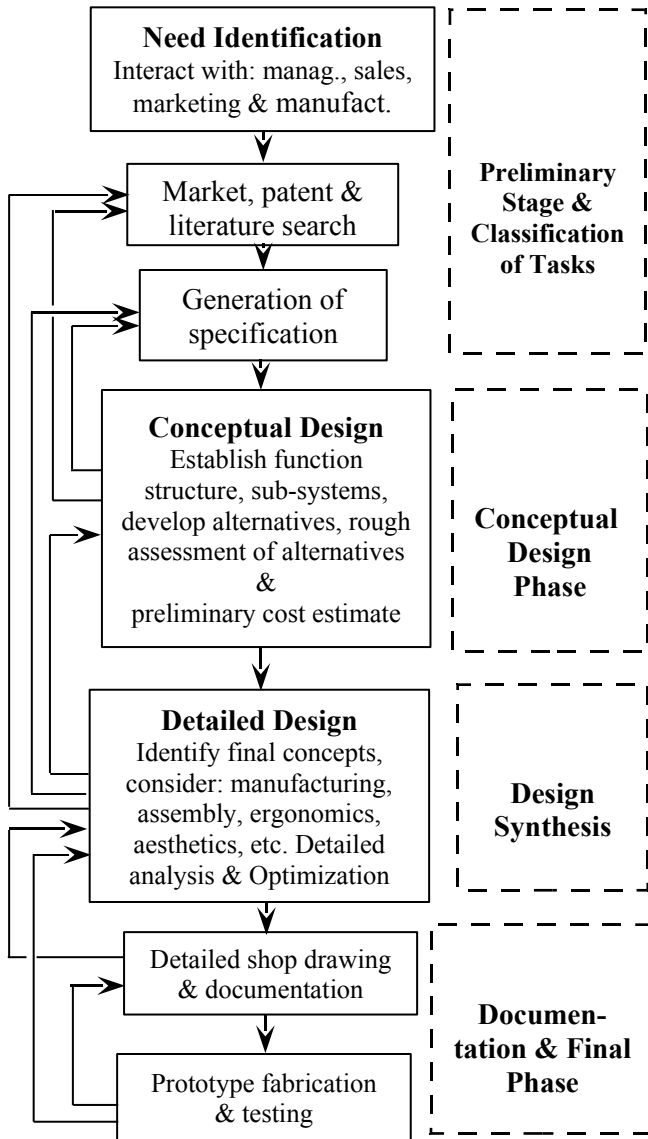 Need Identification
Interact with: manag., sales,
marketing & manufact.
Market, patent &
literature search
Generation of
specification
Preliminary
Stage &
Classification
of Tasks
Conceptual Design
Establish function
structure, sub-systems,
develop alternatives, rough
assessment of alternatives
&
preliminary cost estimate
Conceptual
Design
Phase
Detailed Design
Identify final concepts,
consider: manufacturing,
assembly, ergonomics,
aesthetics, etc. Detailed
analysis & Optimization
Design
Synthesis
Detailed shop drawing
& documentation
Prototype fabrication
& testing
Documen-
tation & Final
Phase